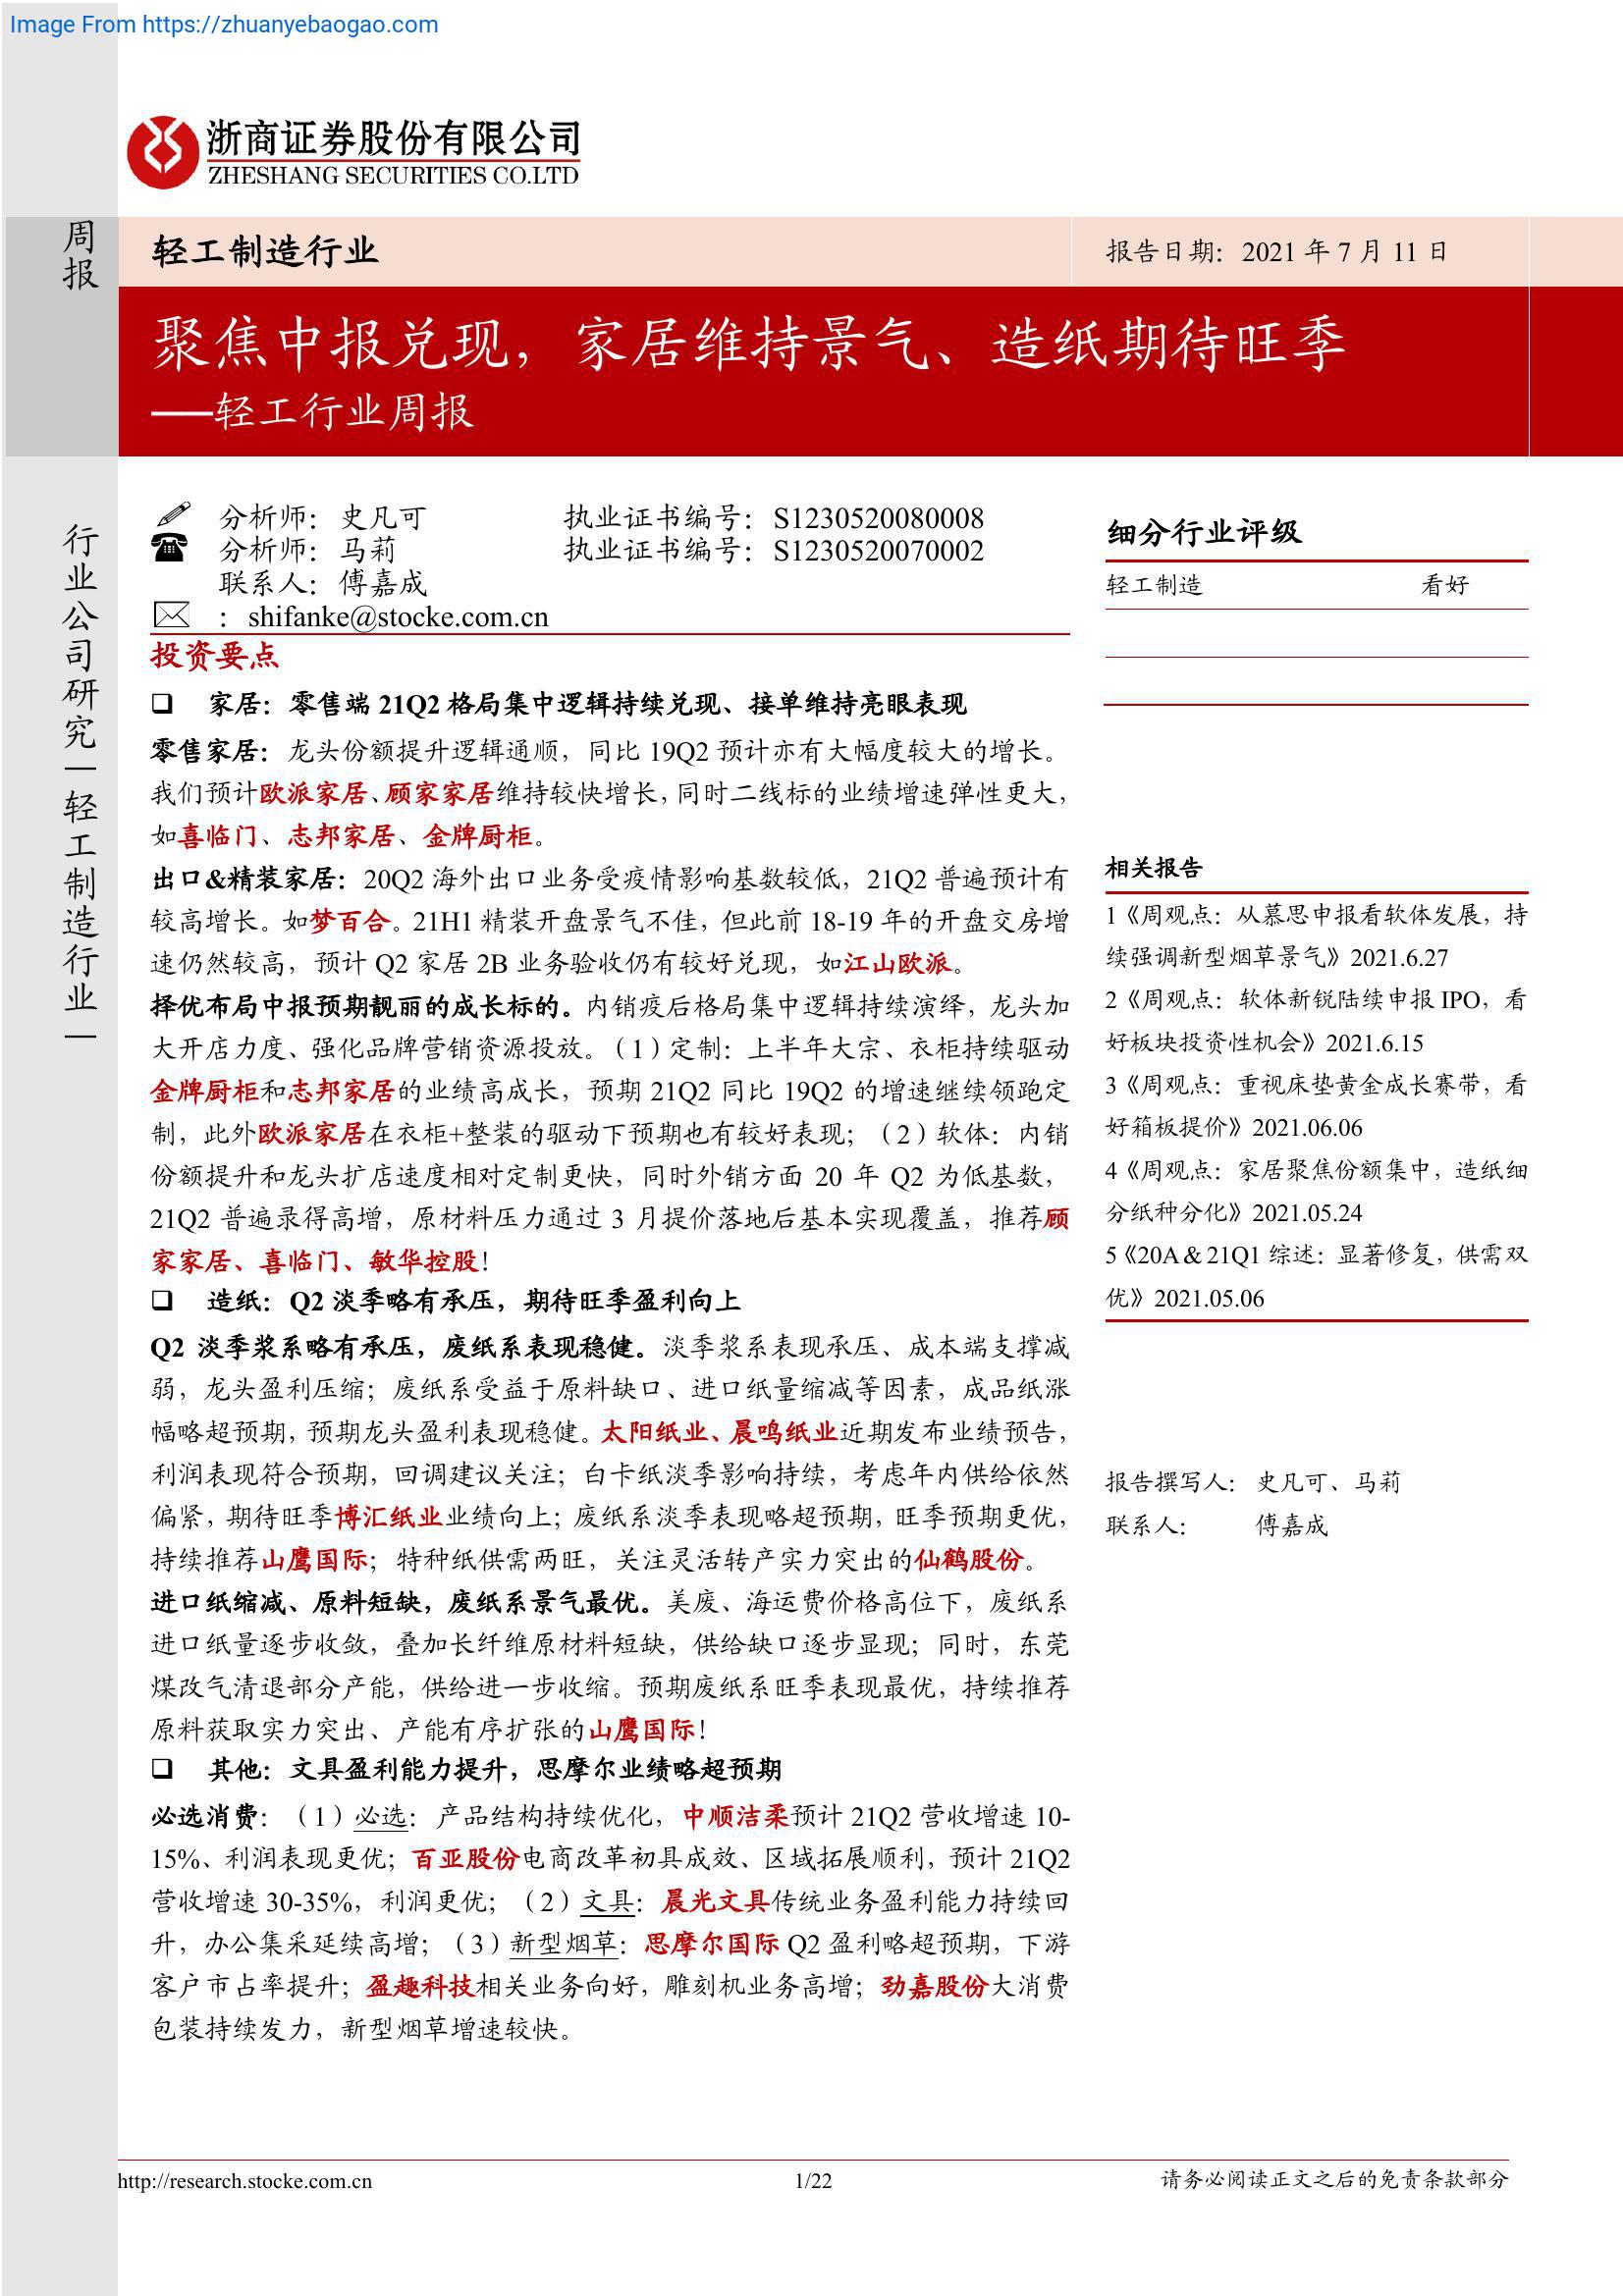 Image From https://zhuanyebaogao.com
浙商证券股份有限公司
ZHESHANG SECURITIES CO.LTD
周报
轻工制造行业
报告日期：2021 年 7 月 11 日
聚焦中报兑现，家居维持景气、造纸期待旺季
——轻工行业周报
行业公司研究｜轻工制造行业｜
分析师：史凡可 执业证书编号：S1230520080008
分析师：马莉 执业证书编号：S1230520070002
联系人：傅嘉成
：shifanke@stocke.com.cn
投资要点
❑ 家居：零售端 21Q2 格局集中逻辑持续兑现、接单维持亮眼表现
零售家居：龙头份额提升逻辑通顺，同比 19Q2 预计亦有大幅度较大的增长。
我们预计欧派家居、顾家家居维持较快增长，同时二线标的业绩增速弹性更大，
如喜临门、志邦家居、金牌厨柜。
出口&精装家居：20Q2 海外出口业务受疫情影响基数较低，21Q2 普遍预计有
较高增长。如梦百合。21H1 精装开盘景气不佳，但此前 18-19 年的开盘交房增
速仍然较高，预计 Q2 家居 2B 业务验收仍有较好兑现，如江山欧派。
择优布局中报预期靓丽的成长标的。内销疫后格局集中逻辑持续演绎，龙头加
大开店力度、强化品牌营销资源投放。（1）定制：上半年大宗、衣柜持续驱动
金牌厨柜和志邦家居的业绩高成长，预期 21Q2 同比 19Q2 的增速继续领跑定
制，此外欧派家居在衣柜+整装的驱动下预期也有较好表现；（2）软体：内销
份额提升和龙头扩店速度相对定制更快，同时外销方面 20 年 Q2 为低基数，
21Q2 普遍录得高增，原材料压力通过 3 月提价落地后基本实现覆盖，推荐顾
家家居、喜临门、敏华控股！
❑ 造纸：Q2 淡季略有承压，期待旺季盈利向上
Q2 淡季浆系略有承压，废纸系表现稳健。淡季浆系表现承压、成本端支撑减
弱，龙头盈利压缩；废纸系受益于原料缺口、进口纸量缩减等因素，成品纸涨
幅略超预期，预期龙头盈利表现稳健。太阳纸业、晨鸣纸业近期发布业绩预告，
利润表现符合预期，回调建议关注；白卡纸淡季影响持续，考虑年内供给依然
偏紧，期待旺季博汇纸业业绩向上；废纸系淡季表现略超预期，旺季预期更优，
持续推荐山鹰国际；特种纸供需两旺，关注灵活转产实力突出的仙鹤股份。
进口纸缩减、原料短缺，废纸系景气最优。美废、海运费价格高位下，废纸系
进口纸量逐步收敛，叠加长纤维原材料短缺，供给缺口逐步显现；同时，东莞
煤改气清退部分产能，供给进一步收缩。预期废纸系旺季表现最优，持续推荐
原料获取实力突出、产能有序扩张的山鹰国际！
❑ 其他：文具盈利能力提升，思摩尔业绩略超预期
必选消费：（1）必选：产品结构持续优化，中顺洁柔预计 21Q2 营收增速 10-
15%、利润表现更优；百亚股份电商改革初具成效、区域拓展顺利，预计 21Q2
营收增速 30-35%，利润更优；（2）文具：晨光文具传统业务盈利能力持续回
升，办公集采延续高增；（3）新型烟草：思摩尔国际 Q2 盈利略超预期，下游
客户市占率提升；盈趣科技相关业务向好，雕刻机业务高增；劲嘉股份大消费
包装持续发力，新型烟草增速较快。
细分行业评级
轻工制造 看好
相关报告
1《周观点：从慕思申报看软体发展，持
续强调新型烟草景气》2021.6.27
2《周观点：软体新锐陆续申报 IPO，看
好板块投资性机会》2021.6.15
3《周观点：重视床垫黄金成长赛带，看
好箱板提价》2021.06.06
4《周观点：家居聚焦份额集中，造纸细
分纸种分化》2021.05.24
5《20A＆21Q1 综述：显著修复，供需双
优》2021.05.06
报告撰写人：史凡可、马莉
联系人： 傅嘉成
http://research.stocke.com.cn
1/22
请务必阅读正文之后的免责条款部分